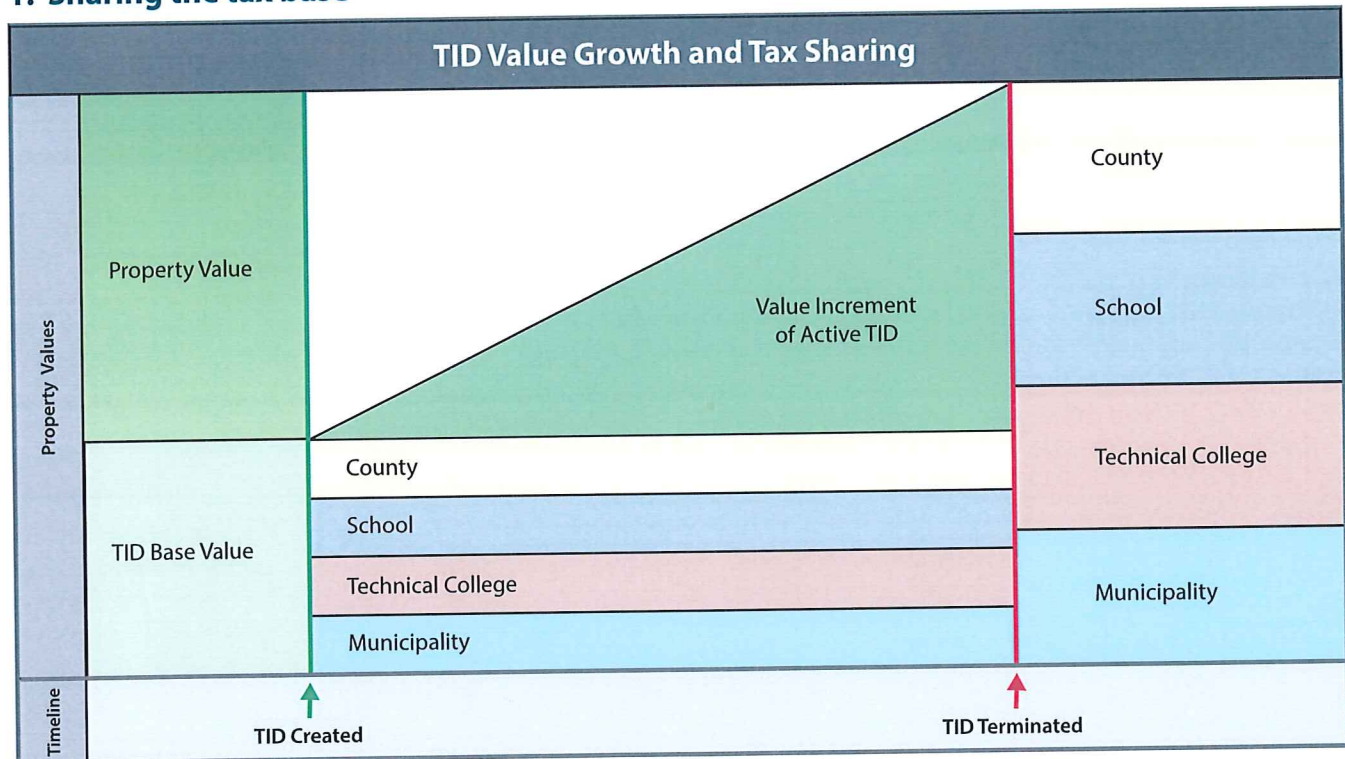 TID Value Growth and Tax Sharing
Property Values
Property Value
TID Base Value
Value Increment
of Active TID
County
School
Technical College
Municipality
County
School
Technical College
Municipality
Timeline
TID Created
TID Terminated